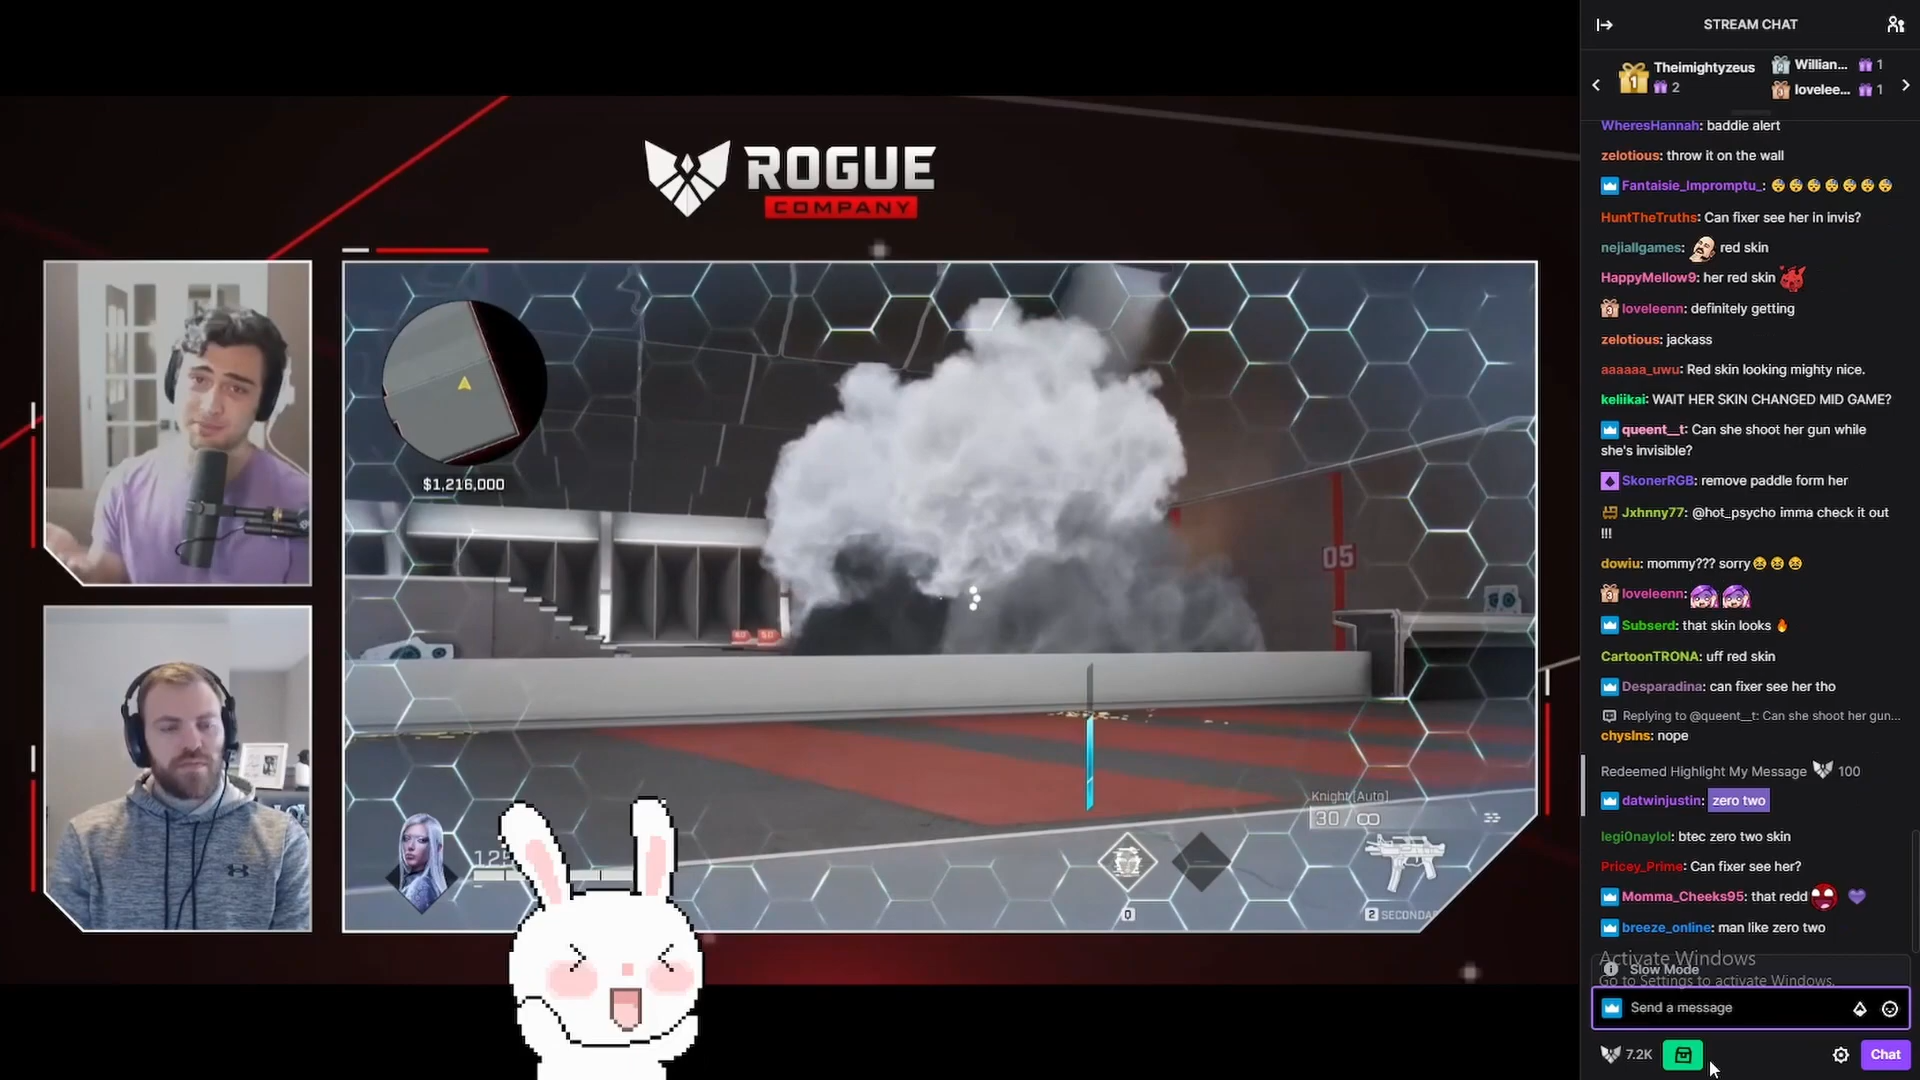 ROGUE
COMPANY
$1,216,000
05
Knight [Auto]
30 / ∞
0
2 SECONDAR
STREAM CHAT
Theimightyzeus
2
Willian... 1
lovelee... 1
WheresHannah: baddie alert
zelotious: throw it on the wall
Fantaisie_Impromptu_:
HuntTheTruths: Can fixer see her in invis?
nejiallgames: red skin
HappyMellow9: her red skin
loveleenn: definitely getting
zelotious: jackass
aaaaaa_uwu: Red skin looking mighty nice.
keliikai: WAIT HER SKIN CHANGED MID GAME?
queent__t: Can she shoot her gun while
she's invisible?
SkonerRGB: remove paddle form her
Jxhnny77: @hot_psycho imma check it out
!!!
dowiu: mommy??? sorry
loveleenn:
Subserd: that skin looks
CartoonTRONA: uff red skin
Desparadina: can fixer see her tho
Replying to @queent__t: Can she shoot her gun...
chyslns: nope
Redeemed Highlight My Message 100
datwinjustin: zero two
legi0naylol: btec zero two skin
Pricey_Prime: Can fixer see her?
Momma_Cheeks95: that redd
breeze_online: man like zero two
Activate Windows
Slow Mode
Go to Settings to activate Windows.
Send a message
7.2K
Chat